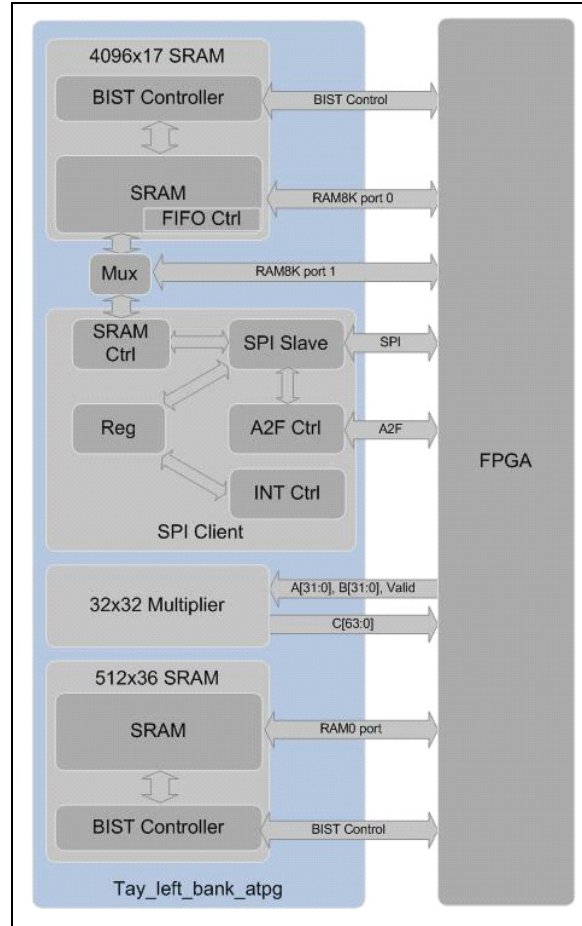 4096x17 SRAM
BIST Controller
BIST Control
SRAM
RAM8K port 0
FIFO Ctrl
Mux
RAM8K port 1
SRAM
Ctrl
SPI Slave
SPI
Reg
A2F Ctrl
A2F
FPGA
INT Ctrl
SPI Client
A[31:0], B[31:0], Valid
32x32 Multiplier
C[63:0]
512x36 SRAM
SRAM
RAM0 port
BIST Controller
BIST Control
Tay_left_bank_atpg